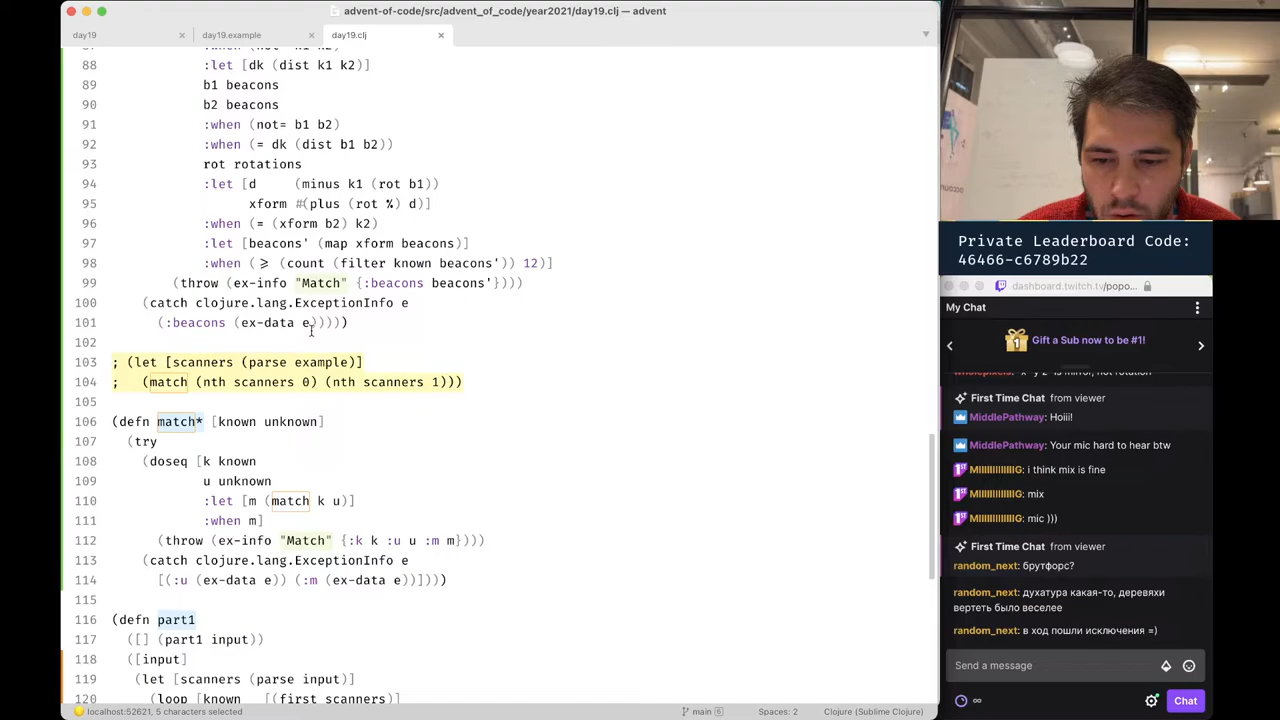 advent-of-code/src/advent_of_code/year2021/day19.clj — advent
day19 × day19.example × day19.clj ×
88 :let [dk (dist k1 k2)]
89 b1 beacons
90 b2 beacons
91 :when (not= b1 b2)
92 :when (= dk (dist b1 b2))
93 rot rotations
94 :let [d (minus k1 (rot b1))
95 xform #(plus (rot %) d)]
96 :when (= (xform b2) k2)
97 :let [beacons' (map xform beacons)]
98 :when (>= (count (filter known beacons')) 12)]
99 (throw (ex-info "Match" {:beacons beacons'})))
100 (catch clojure.lang.ExceptionInfo e
101 (:beacons (ex-data e)))))
102
103 ; (let [scanners (parse example)]
104 ; (match (nth scanners 0) (nth scanners 1)))
105
106 (defn match* [known unknown]
107 (try
108 (doseq [k known
109 u unknown
110 :let [m (match k u)]
111 :when m]
112 (throw (ex-info "Match" {:k k :u u :m m})))
113 (catch clojure.lang.ExceptionInfo e
114 [(:u (ex-data e)) (:m (ex-data e))])))
115
116 (defn part1
117 ([] (part1 input))
118 ([input]
119 (let [scanners (parse input)]
120 (loop [known [(first scanners)]
localhost:52621, 5 characters selected
main 6
Spaces: 2
Clojure (Sublime Clojure)
Private Leaderboard Code:
46466-c6789b22
dashboard.twitch.tv/popo...
My Chat
Gift a Sub now to be #1!
First Time Chat from viewer
MiddlePathway: Hoiii!
MiddlePathway: Your mic hard to hear btw
MIIIIIIIIIIIG: i think mix is fine
MIIIIIIIIIIIG: mix
MIIIIIIIIIIIG: mic )))
First Time Chat from viewer
random_next: брутфорс?
random_next: духатура какая-то, деревяхи
вертеть было веселее
random_next: в ход пошли исключения =)
Send a message
Chat